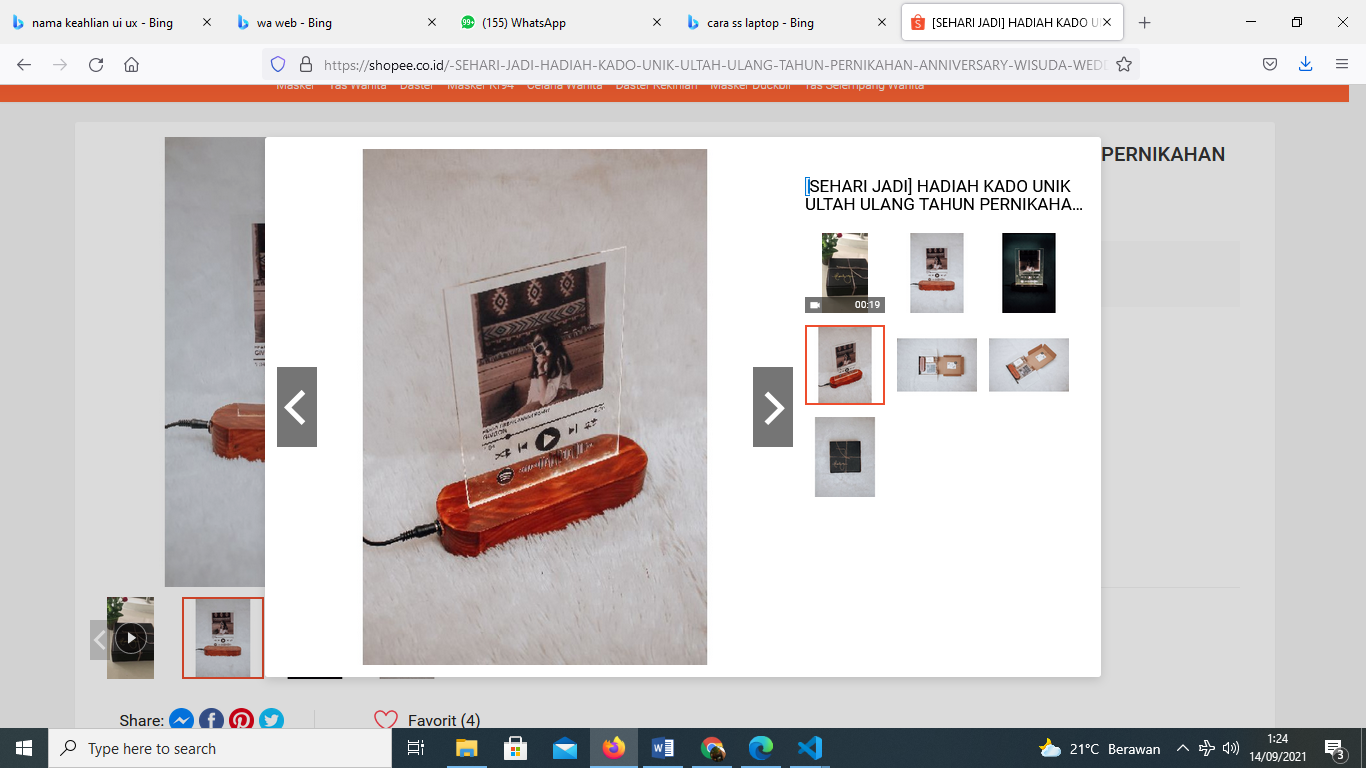 nama keahlian ui ux - Bing
wa web - Bing
99+
(155) WhatsApp
cara ss laptop - Bing
[SEHARI JADI] HADIAH KADO U
https://shopee.co.id/-SEHARI-JADI-HADIAH-KADO-UNIK-ULTAH-ULANG-TAHUN-PERNIKAHAN-ANNIVERSARY-WISUDA-WED
Masker Tas Wanita Daster Masker Kf94 Celana Wanita Daster Kekinian Masker Duckbil Tas Selempang Wanita
PERNIKAHAN
[SEHARI JADI] HADIAH KADO UNIK
ULTAH ULANG TAHUN PERNIKAHA...
00:19
Share:
Favorit (4)
Type here to search
21°C Berawan
1:24
14/09/2021
3